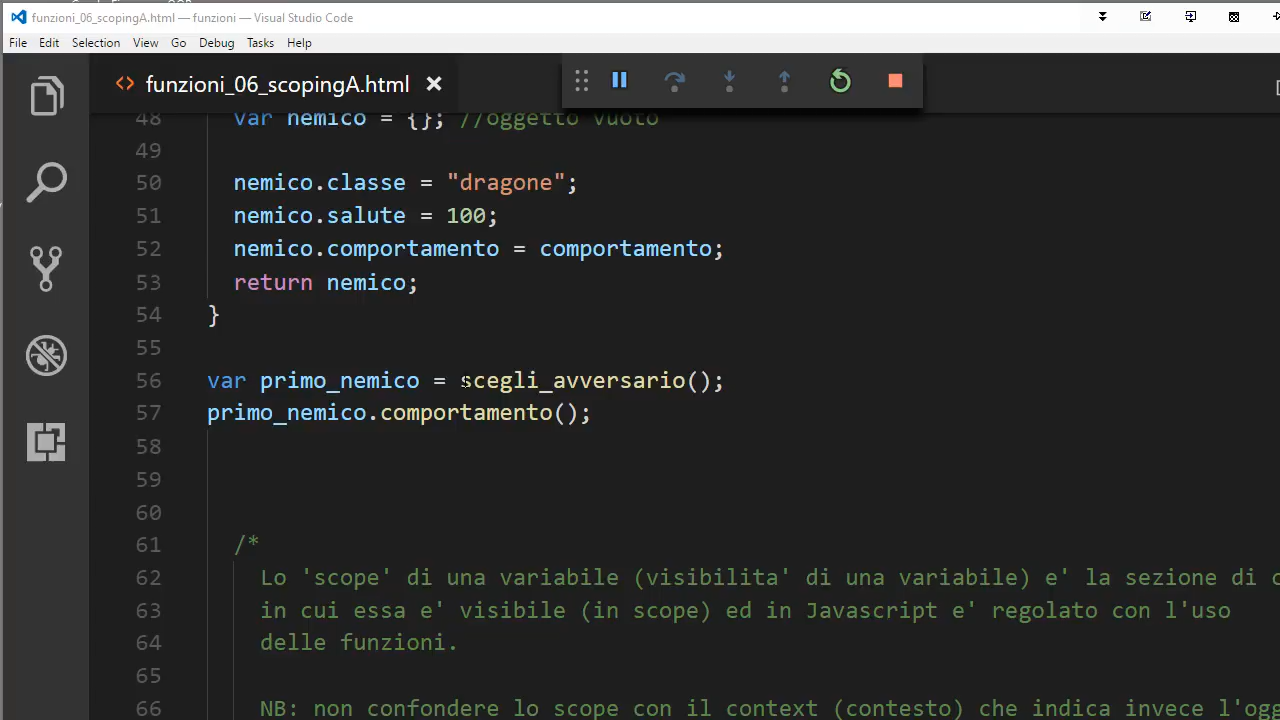 funzioni_06_scopingA.html — funzioni — Visual Studio Code
File Edit Selection View Go Debug Tasks Help
<> funzioni_06_scopingA.html ×
48 var nemico = {}; //oggetto vuoto
49
50 nemico.classe = "dragone";
51 nemico.salute = 100;
52 nemico.comportamento = comportamento;
53 return nemico;
54 }
55
56 var primo_nemico = scegli_avversario();
57 primo_nemico.comportamento();
58
59
60
61 /*
62 Lo 'scope' di una variabile (visibilita' di una variabile) e' la sezione di
63 in cui essa e' visibile (in scope) ed in Javascript e' regolato con l'uso
64 delle funzioni.
65
66 NB: non confondere lo scope con il context (contesto) che indica invece